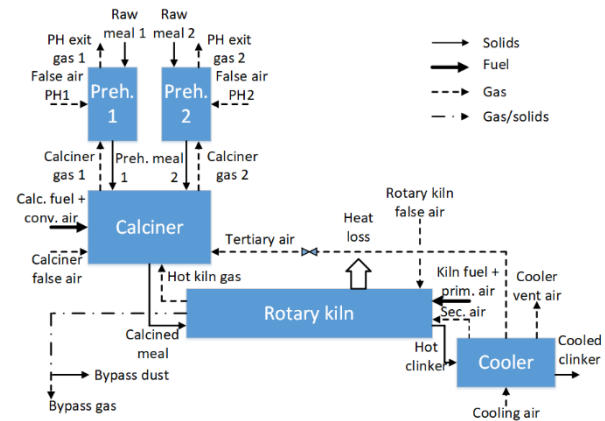 Raw
meal 1
Raw
meal 2
PH exit
gas 1
PH exit
gas 2
False air
PH1
False air
PH2
Preh.
1
Preh.
2
Calciner
gas 1
Preh. meal
1
2
Calciner
gas 2
Solids
Fuel
Gas
Gas/solids
Calc. fuel +
conv. air
Calciner
Calciner
false air
Tertiary air
Heat
loss
Rotary kiln
false air
Hot kiln gas
Kiln fuel +
prim. air
Sec. air
Cooler
vent air
Rotary kiln
Calcined
meal
Hot
clinker
Cooler
Cooled
clinker
Bypass dust
Bypass gas
Cooling air